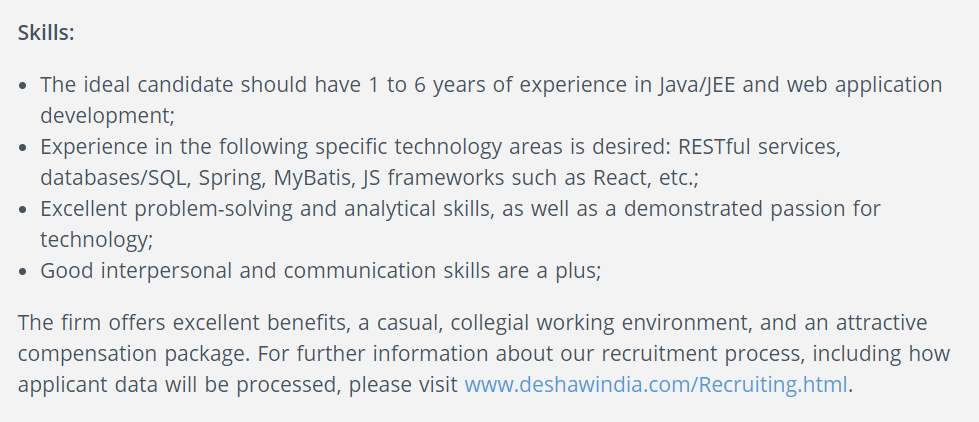 Skills:
• The ideal candidate should have 1 to 6 years of experience in Java/JEE and web application
development;
• Experience in the following specific technology areas is desired: RESTful services,
databases/SQL, Spring, MyBatis, JS frameworks such as React, etc.;
• Excellent problem-solving and analytical skills, as well as a demonstrated passion for
technology;
• Good interpersonal and communication skills are a plus;
The firm offers excellent benefits, a casual, collegial working environment, and an attractive
compensation package. For further information about our recruitment process, including how
applicant data will be processed, please visit www.deshawindia.com/Recruiting.html.